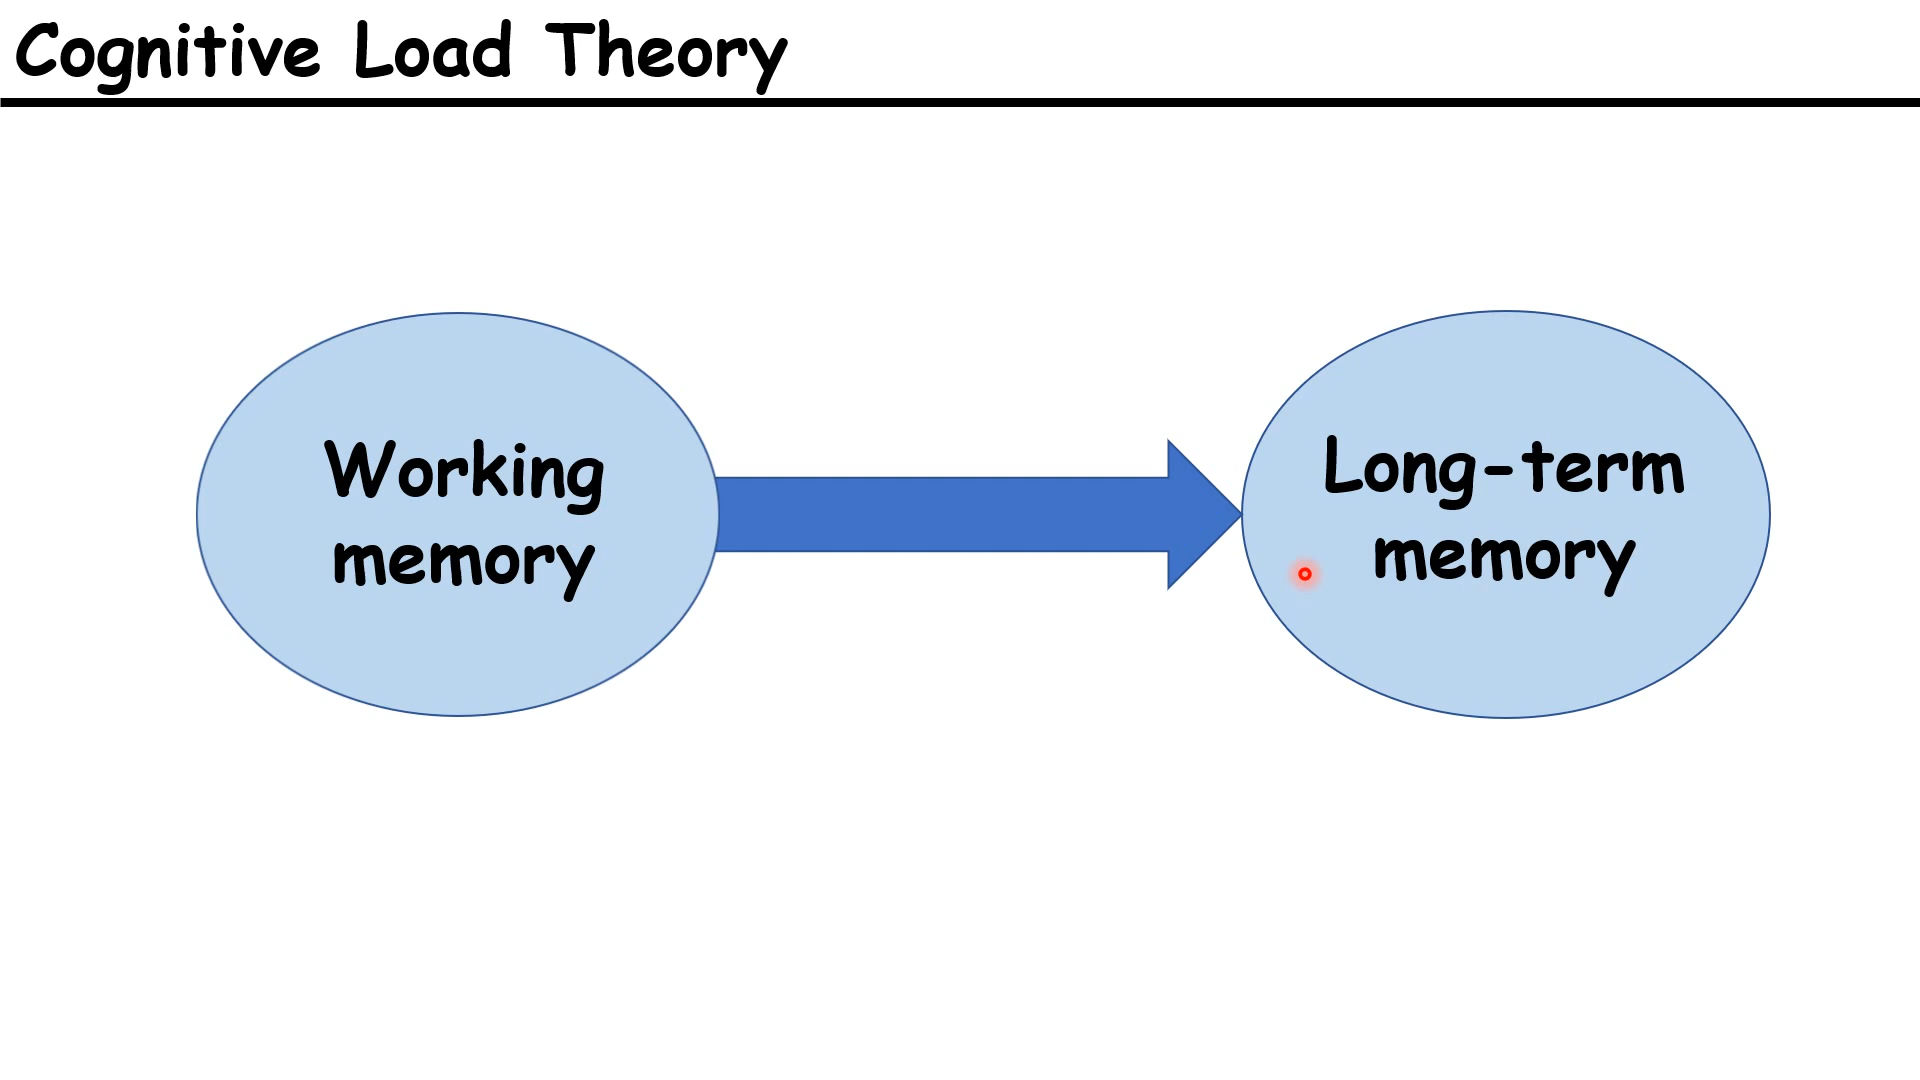 Cognitive Load Theory
Working
memory
Long-term
memory